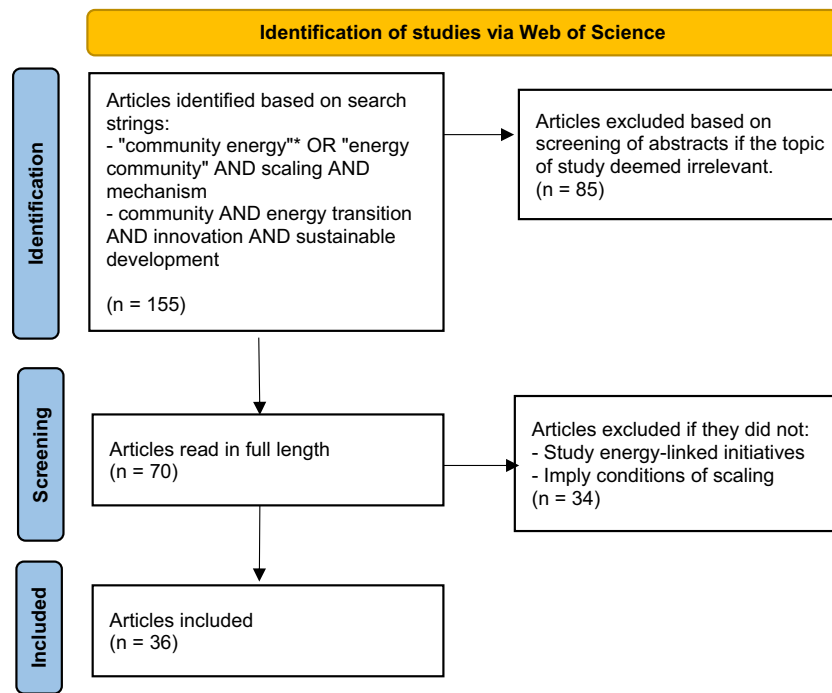 Identification of studies via Web of Science
Identification
Articles identified based on search
strings:
- "community energy"* OR "energy
community" AND scaling AND
mechanism
- community AND energy transition
AND innovation AND sustainable
development
(n = 155)
Articles excluded based on
screening of abstracts if the topic
of study deemed irrelevant.
(n = 85)
Screening
Articles read in full length
(n = 70)
Articles excluded if they did not:
- Study energy-linked initiatives
- Imply conditions of scaling
(n = 34)
Included
Articles included
(n = 36)